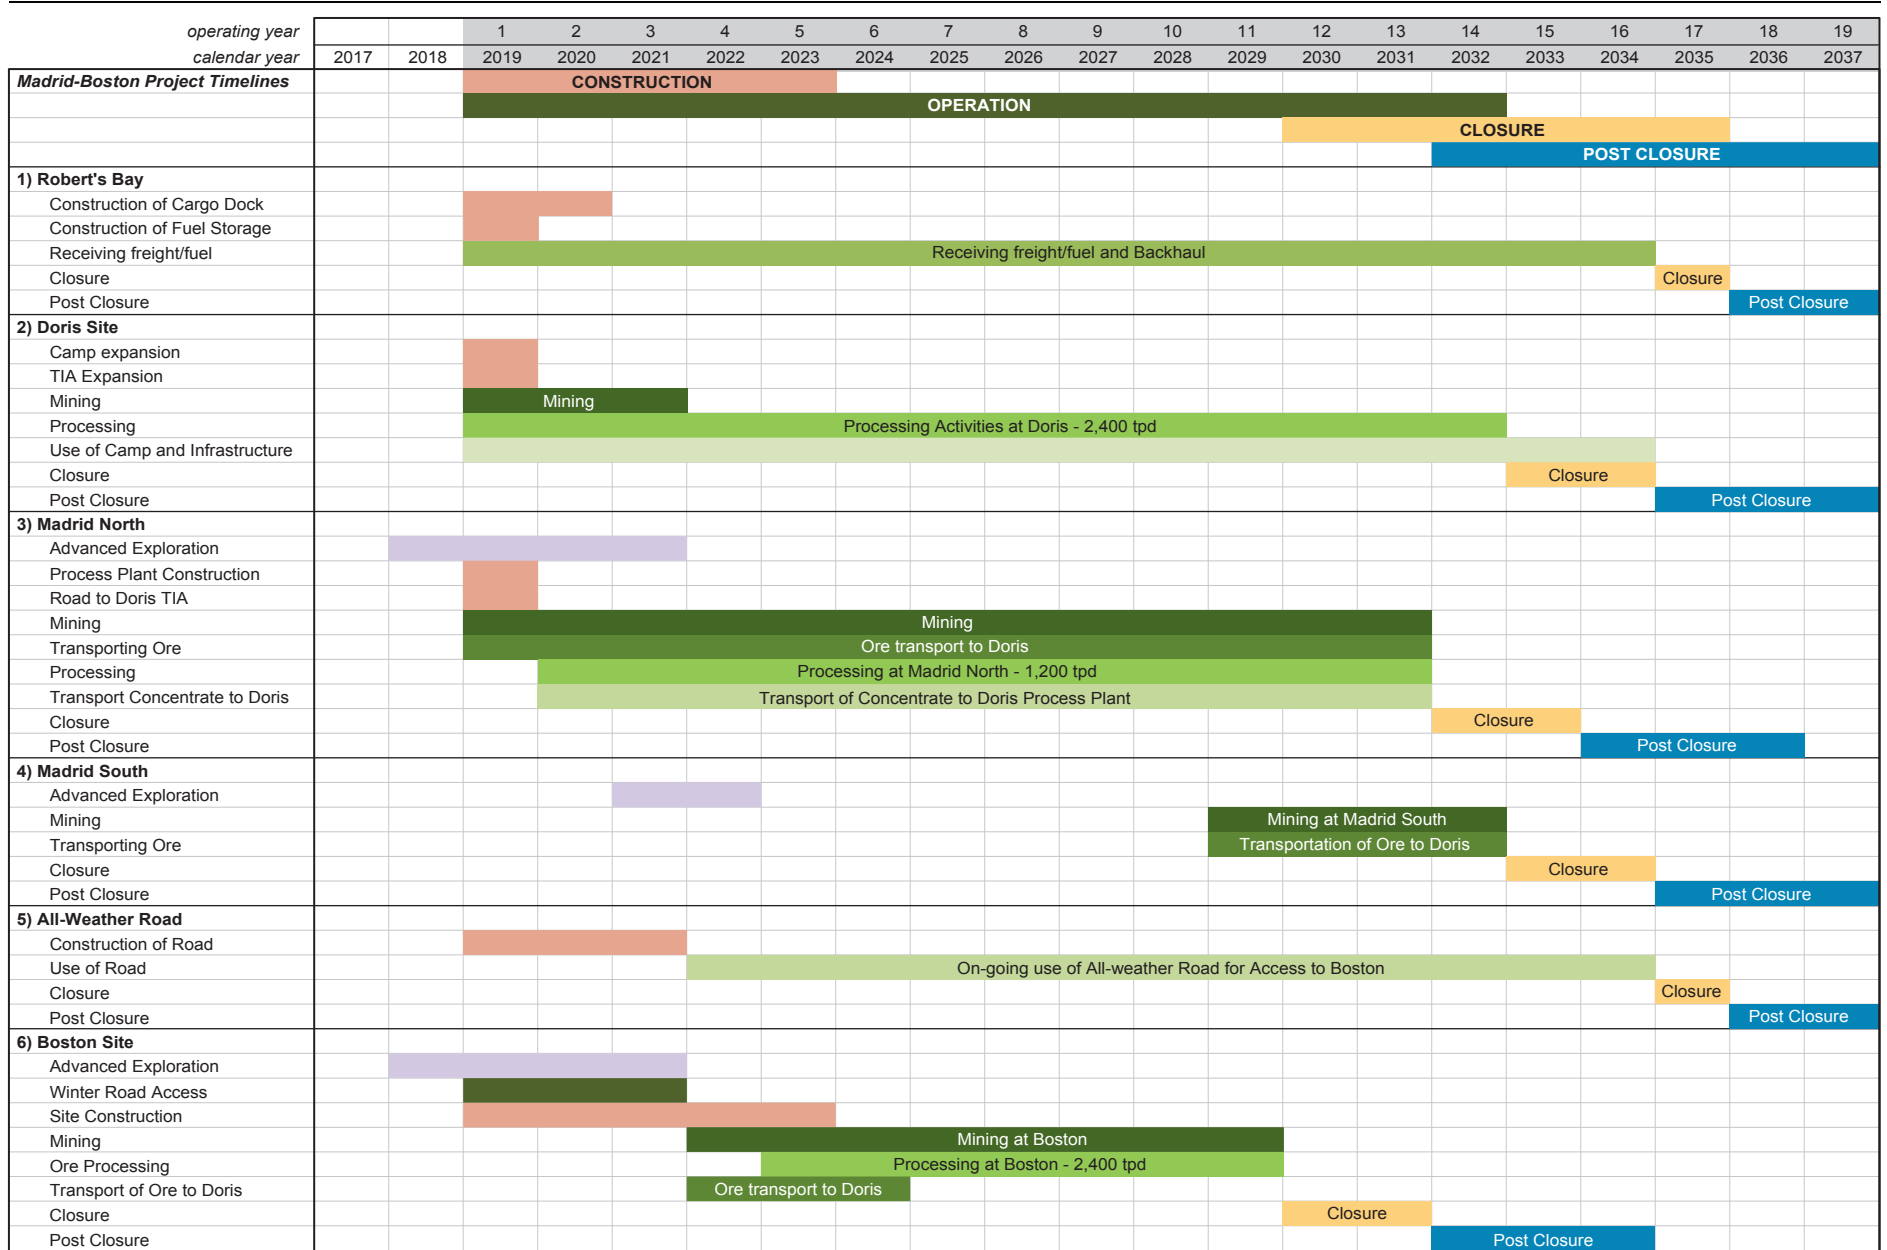 operating year 1 2 3 4 5 6 7 8 9 10 11 12 13 14 15 16 17 18 19
calendar year 2017 2018 2019 2020 2021 2022 2023 2024 2025 2026 2027 2028 2029 2030 2031 2032 2033 2034 2035 2036 2037
Madrid-Boston Project Timelines CONSTRUCTION
OPERATION
CLOSURE
POST CLOSURE
1) Robert's Bay
Construction of Cargo Dock
Construction of Fuel Storage
Receiving freight/fuel Receiving freight/fuel and Backhaul
Closure Closure
Post Closure Post Closure
2) Doris Site
Camp expansion
TIA Expansion
Mining Mining
Processing Processing Activities at Doris - 2,400 tpd
Use of Camp and Infrastructure
Closure Closure
Post Closure Post Closure
3) Madrid North
Advanced Exploration
Process Plant Construction
Road to Doris TIA
Mining Mining
Transporting Ore Ore transport to Doris
Processing Processing at Madrid North - 1,200 tpd
Transport Concentrate to Doris Transport of Concentrate to Doris Process Plant
Closure Closure
Post Closure Post Closure
4) Madrid South
Advanced Exploration
Mining Mining at Madrid South
Transporting Ore Transportation of Ore to Doris
Closure Closure
Post Closure Post Closure
5) All-Weather Road
Construction of Road
Use of Road On-going use of All-weather Road for Access to Boston
Closure Closure
Post Closure Post Closure
6) Boston Site
Advanced Exploration
Winter Road Access
Site Construction
Mining Mining at Boston
Ore Processing Processing at Boston - 2,400 tpd
Transport of Ore to Doris Ore transport to Doris
Closure Closure
Post Closure Post Closure